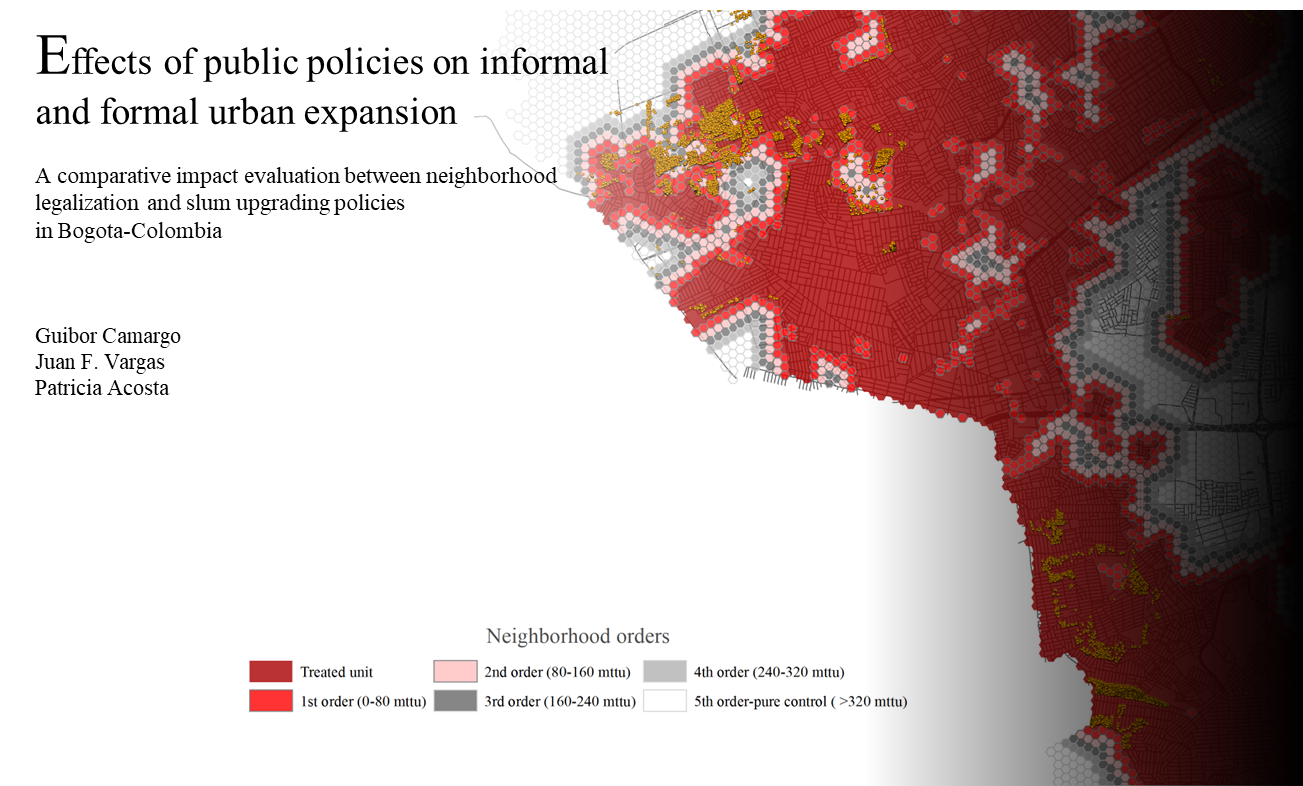 Effects of public policies on informal
and formal urban expansion
A comparative impact evaluation between neighborhood
legalization and slum upgrading policies
in Bogota-Colombia
Guibor Camargo
Juan F. Vargas
Patricia Acosta
Neighborhood orders
Treated unit
2nd order (80-160 mttu)
4th order (240-320 mttu)
1st order (0-80 mttu)
3rd order (160-240 mttu)
5th order-pure control ( >320 mttu)